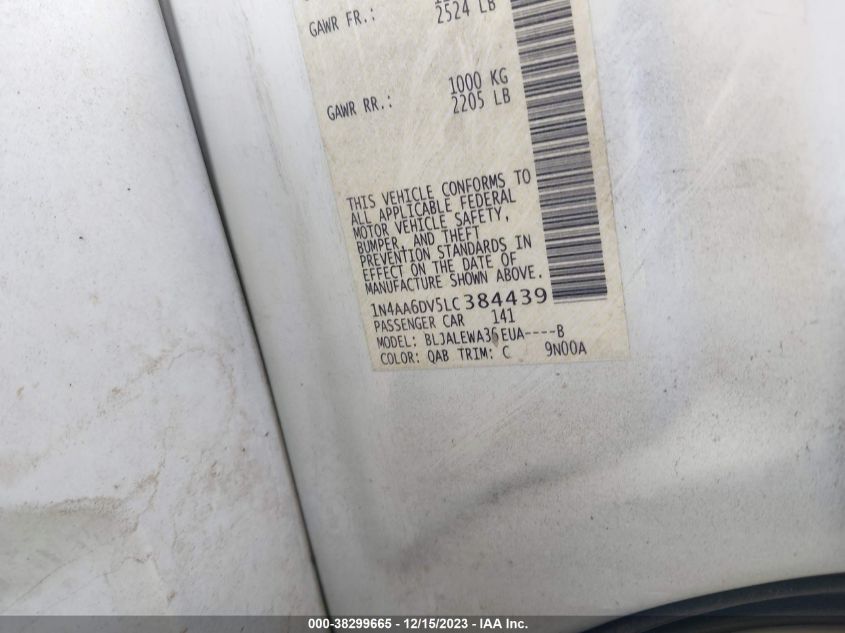 GAWR FR.: 2524 LB
1000 KG
GAWR RR.: 2205 LB
THIS VEHICLE CONFORMS TO
ALL APPLICABLE FEDERAL
MOTOR VEHICLE SAFETY,
BUMPER, AND THEFT
PREVENTION STANDARDS IN
EFFECT ON THE DATE OF
MANUFACTURE SHOWN ABOVE.
1N4AA6DV5LC384439
PASSENGER CAR 141
MODEL: BLJALEWA36EUA----B
COLOR: QAB TRIM: C 9N00A
000-38299665 - 12/15/2023 - IAA Inc.